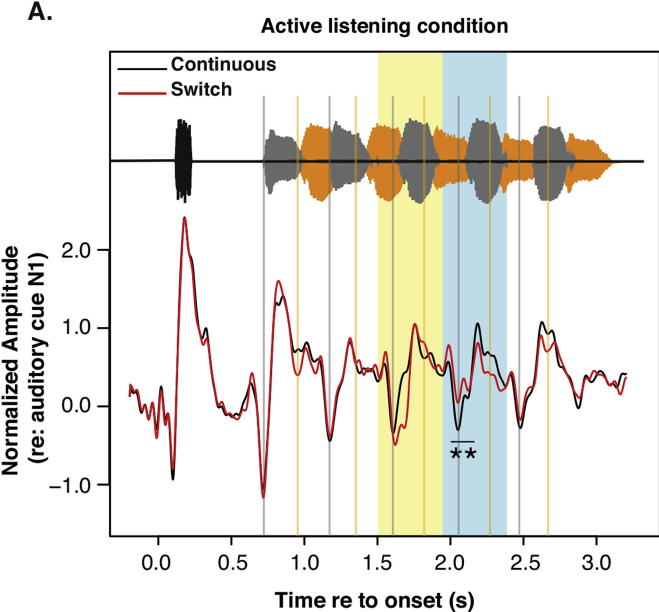 A.
Active listening condition
Continuous
Switch
Normalized Amplitude
(re: auditory cue N1)
2.0
1.0
0.0
−1.0
**
0.0 0.5 1.0 1.5 2.0 2.5 3.0
Time re to onset (s)